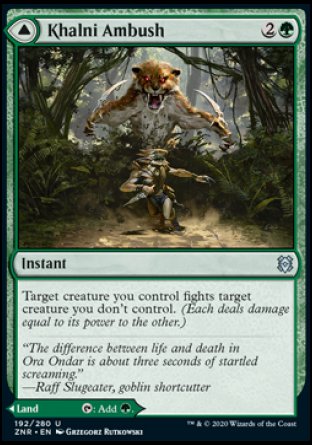 Khalni Ambush 2
Instant
Target creature you control fights target
creature you don't control. (Each deals damage
equal to its power to the other.)
"The difference between life and death in
Ora Ondar is about three seconds of startled
screaming."
—Raff Slugeater, goblin shortcutter
Land : Add .
192/280 U
ZNR • EN Grzegorz Rutkowski
™ & © 2020 Wizards of the Coast